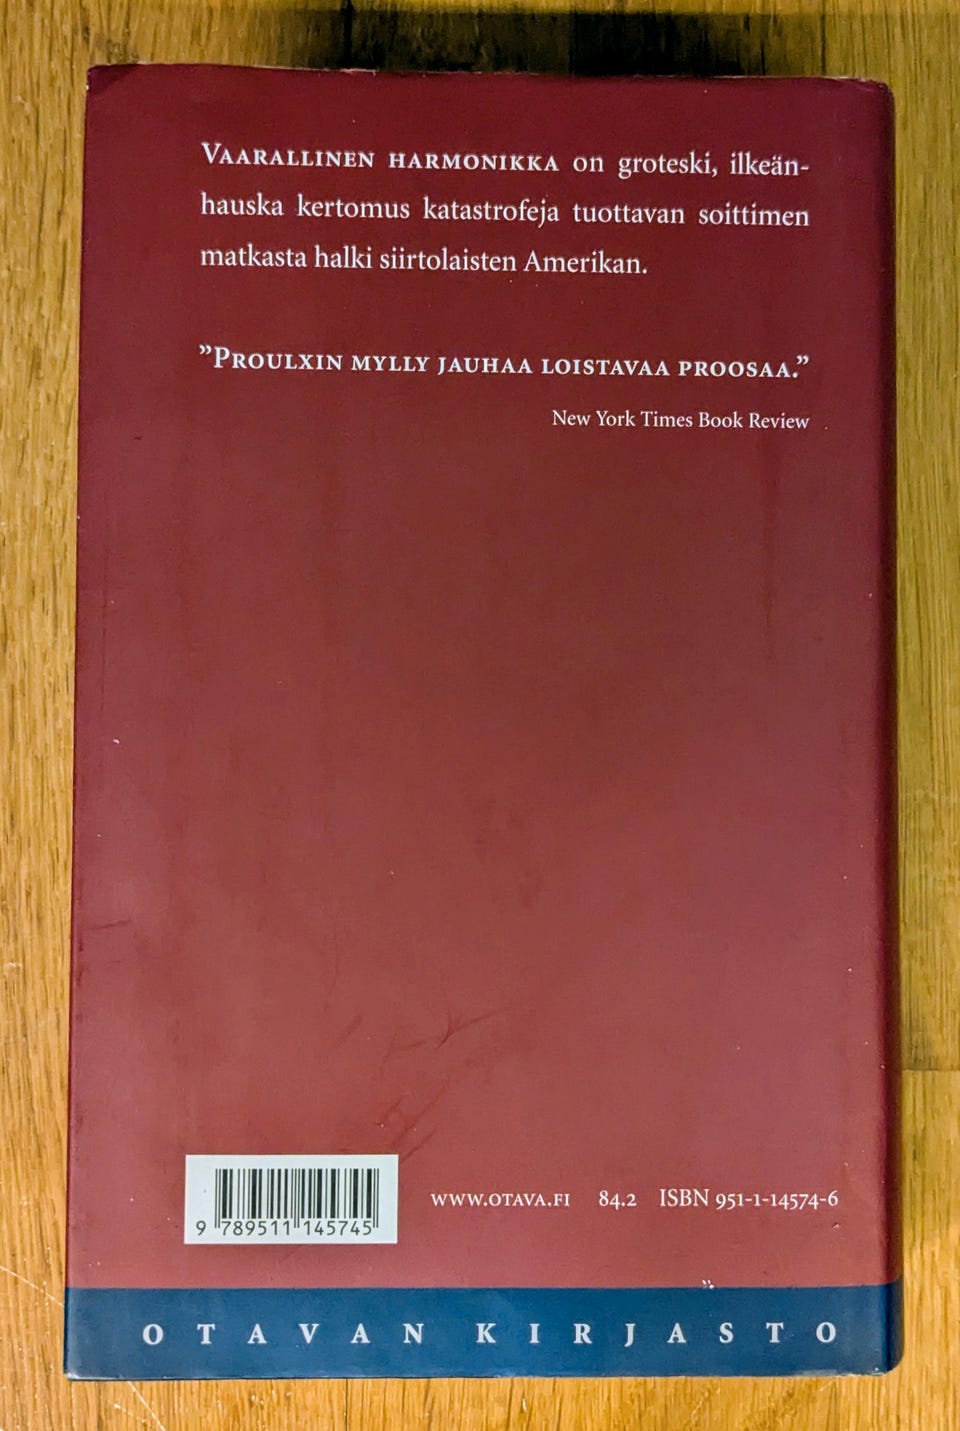 VAARALLINEN HARMONIKKA on groteski, ilkeän-
hauska kertomus katastrofeja tuottavan soittimen
matkasta halki siirtolaisten Amerikan.
”PROULXIN MYLLY JAUHAA LOISTAVAA PROOSAA.”
New York Times Book Review
WWW.OTAVA.FI 84.2 ISBN 951-1-14574-6
9 789511 145745
OTAVAN KIRJASTO